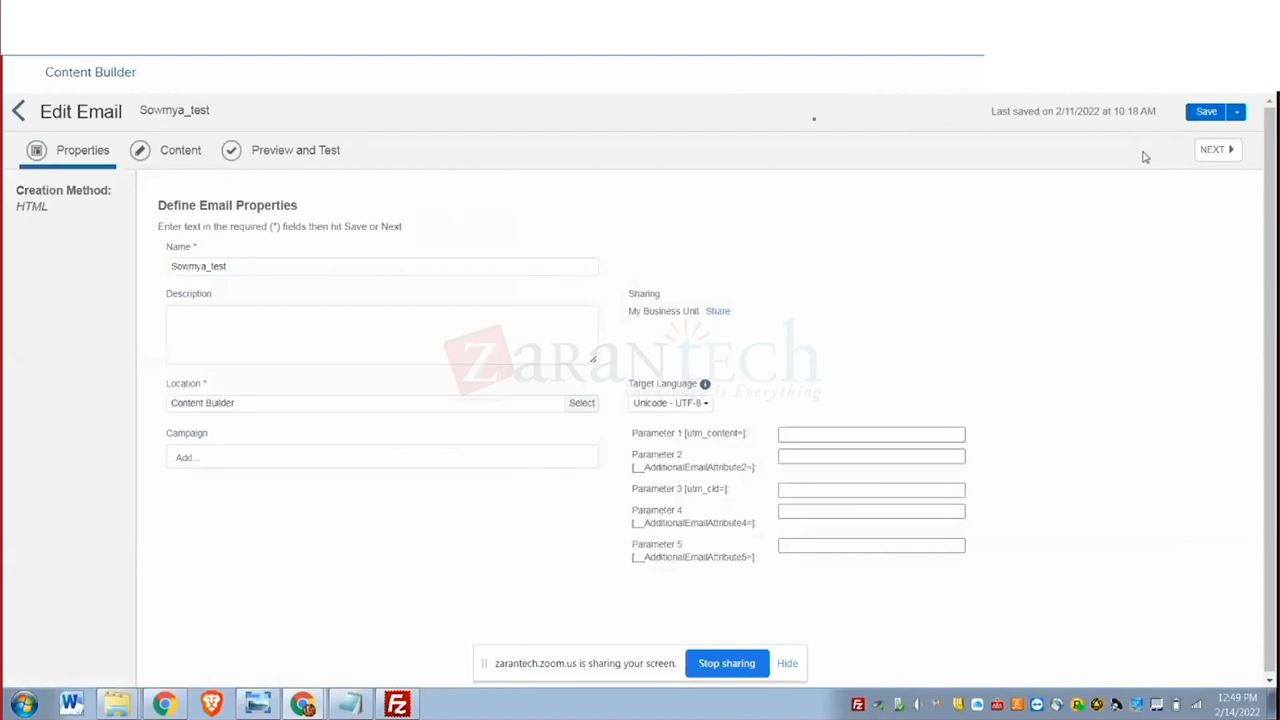 Content Builder
Edit Email Sowmya_test
Last saved on 2/11/2022 at 10:18 AM Save
Properties Content Preview and Test NEXT
Creation Method:
HTML
Define Email Properties
Enter text in the required (*) fields then hit Save or Next
Name *
Sowmya_test
Description
Sharing
My Business Unit Share
zarantech
Knowledge is Everything
Location *
Target Language
Content Builder Select
Unicode - UTF-8
Campaign
Add...
Parameter 1 [utm_content=]:
Parameter 2
[__AdditionalEmailAttribute2=]:
Parameter 3 [utm_cid=]:
Parameter 4
[__AdditionalEmailAttribute4=]:
Parameter 5
[__AdditionalEmailAttribute5=]:
zarantech.zoom.us is sharing your screen. Stop sharing Hide
12:49 PM
2/14/2022